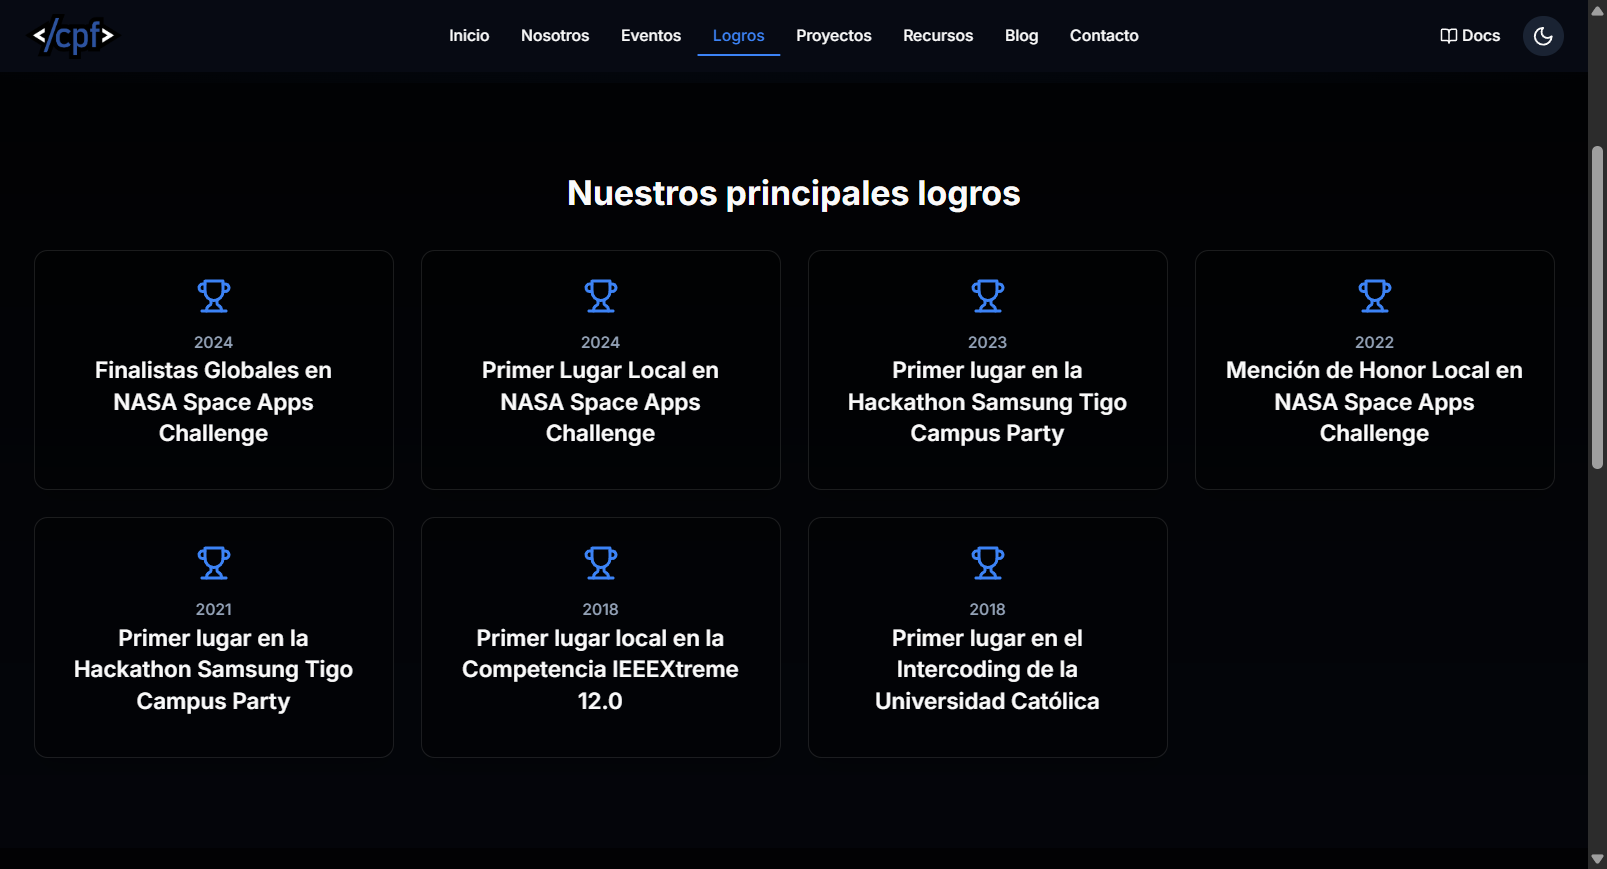 </cpf>
Inicio
Nosotros
Eventos
Logros
Proyectos
Recursos
Blog
Contacto
Docs
Nuestros principales logros
2024
Finalistas Globales en
NASA Space Apps
Challenge
2024
Primer Lugar Local en
NASA Space Apps
Challenge
2023
Primer lugar en la
Hackathon Samsung Tigo
Campus Party
2022
Mención de Honor Local en
NASA Space Apps
Challenge
2021
Primer lugar en la
Hackathon Samsung Tigo
Campus Party
2018
Primer lugar local en la
Competencia IEEEXtreme
12.0
2018
Primer lugar en el
Intercoding de la
Universidad Católica